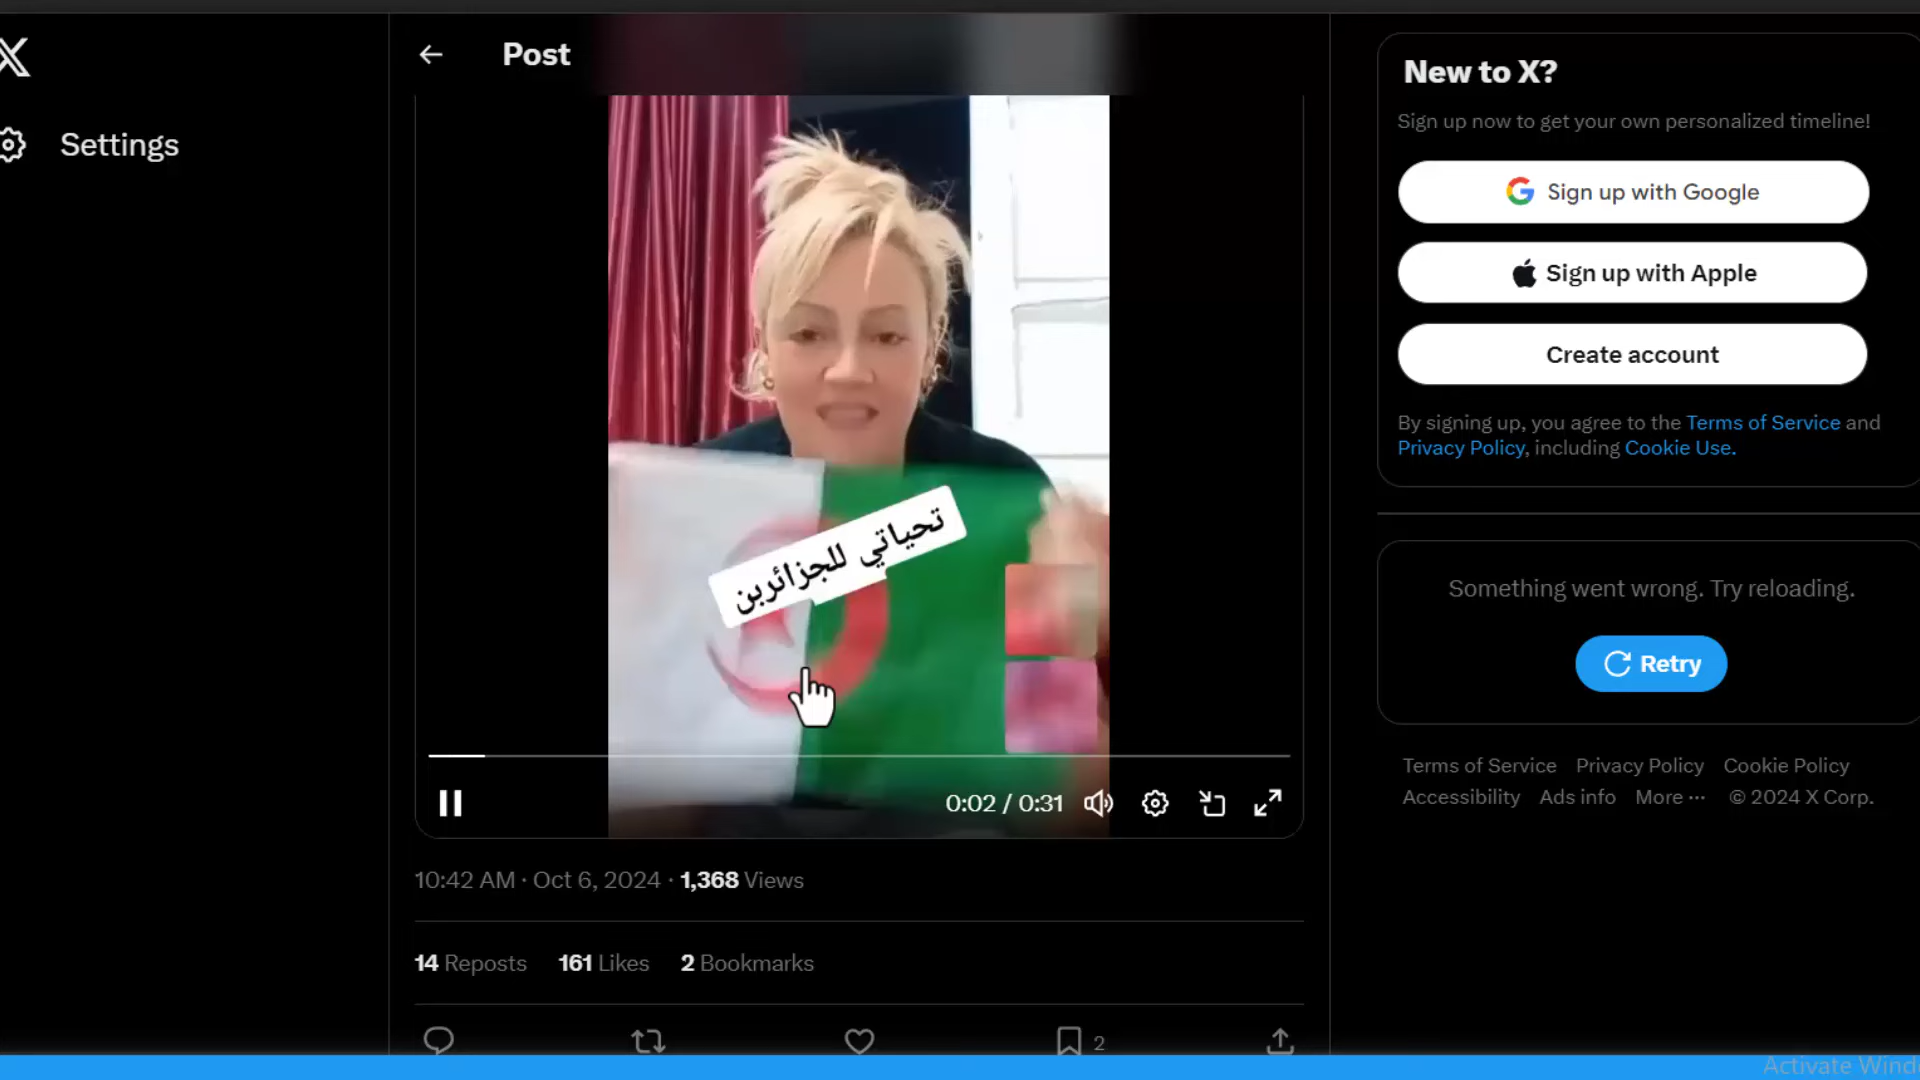 Post
Settings
تحياتي للجزائربن
0:02 / 0:31
10:42 AM · Oct 6, 2024 · 1,368 Views
14 Reposts 161 Likes 2 Bookmarks
2
New to X?
Sign up now to get your own personalized timeline!
Sign up with Google
Sign up with Apple
Create account
By signing up, you agree to the Terms of Service and
Privacy Policy, including Cookie Use.
Something went wrong. Try reloading.
Retry
Terms of Service Privacy Policy Cookie Policy
Accessibility Ads info More ··· © 2024 X Corp.
Activate